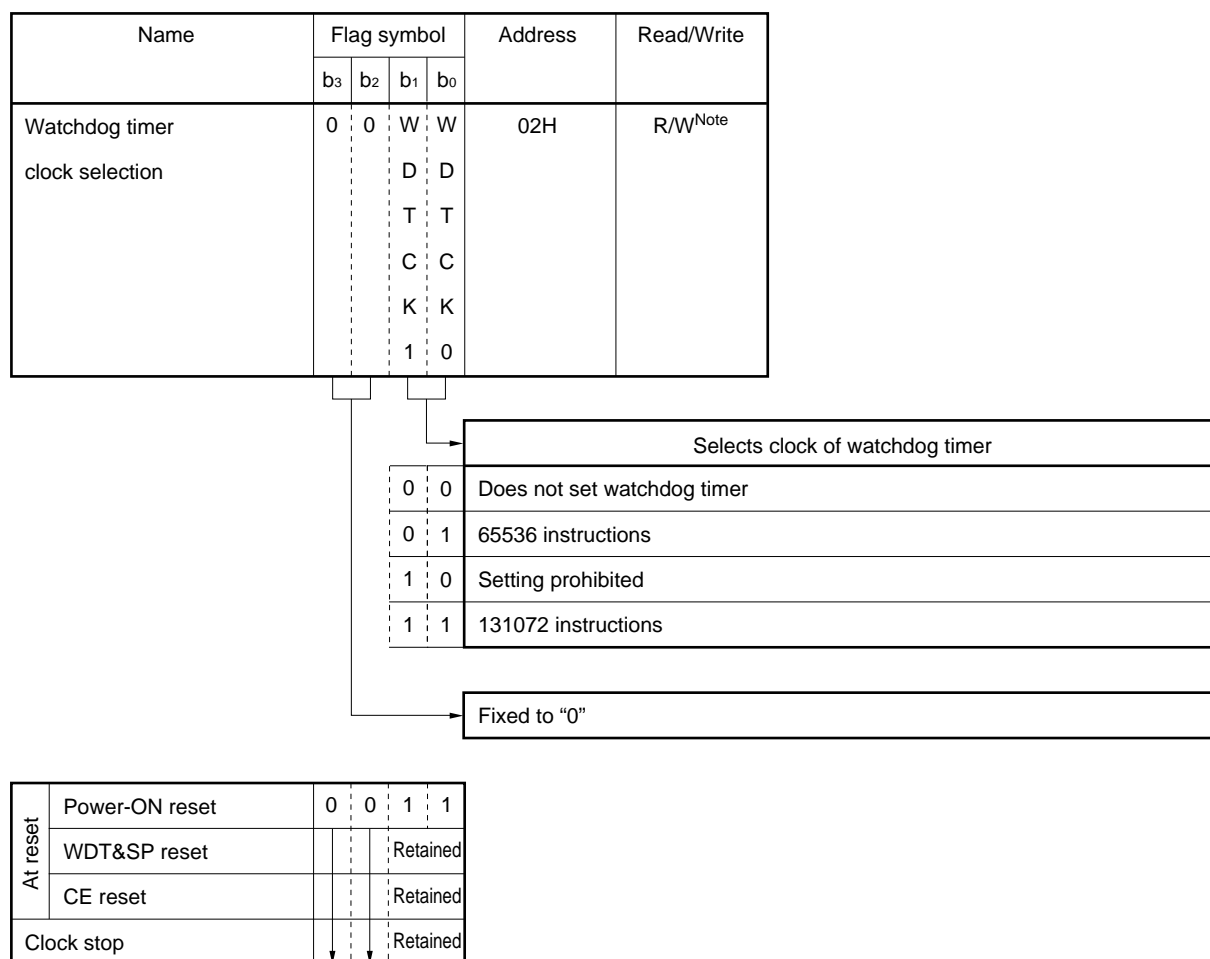 Name Flag symbol Address Read/Write
b3 b2 b1 b0
Watchdog timer 0 0 W W 02H R/WNote
clock selection D D
T T
C C
K K
1 0
Selects clock of watchdog timer
0 0 Does not set watchdog timer
0 1 65536 instructions
1 0 Setting prohibited
1 1 131072 instructions
Fixed to “0”
At reset
Power-ON reset 0 0 1 1
WDT&SP reset Retained
CE reset Retained
Clock stop Retained